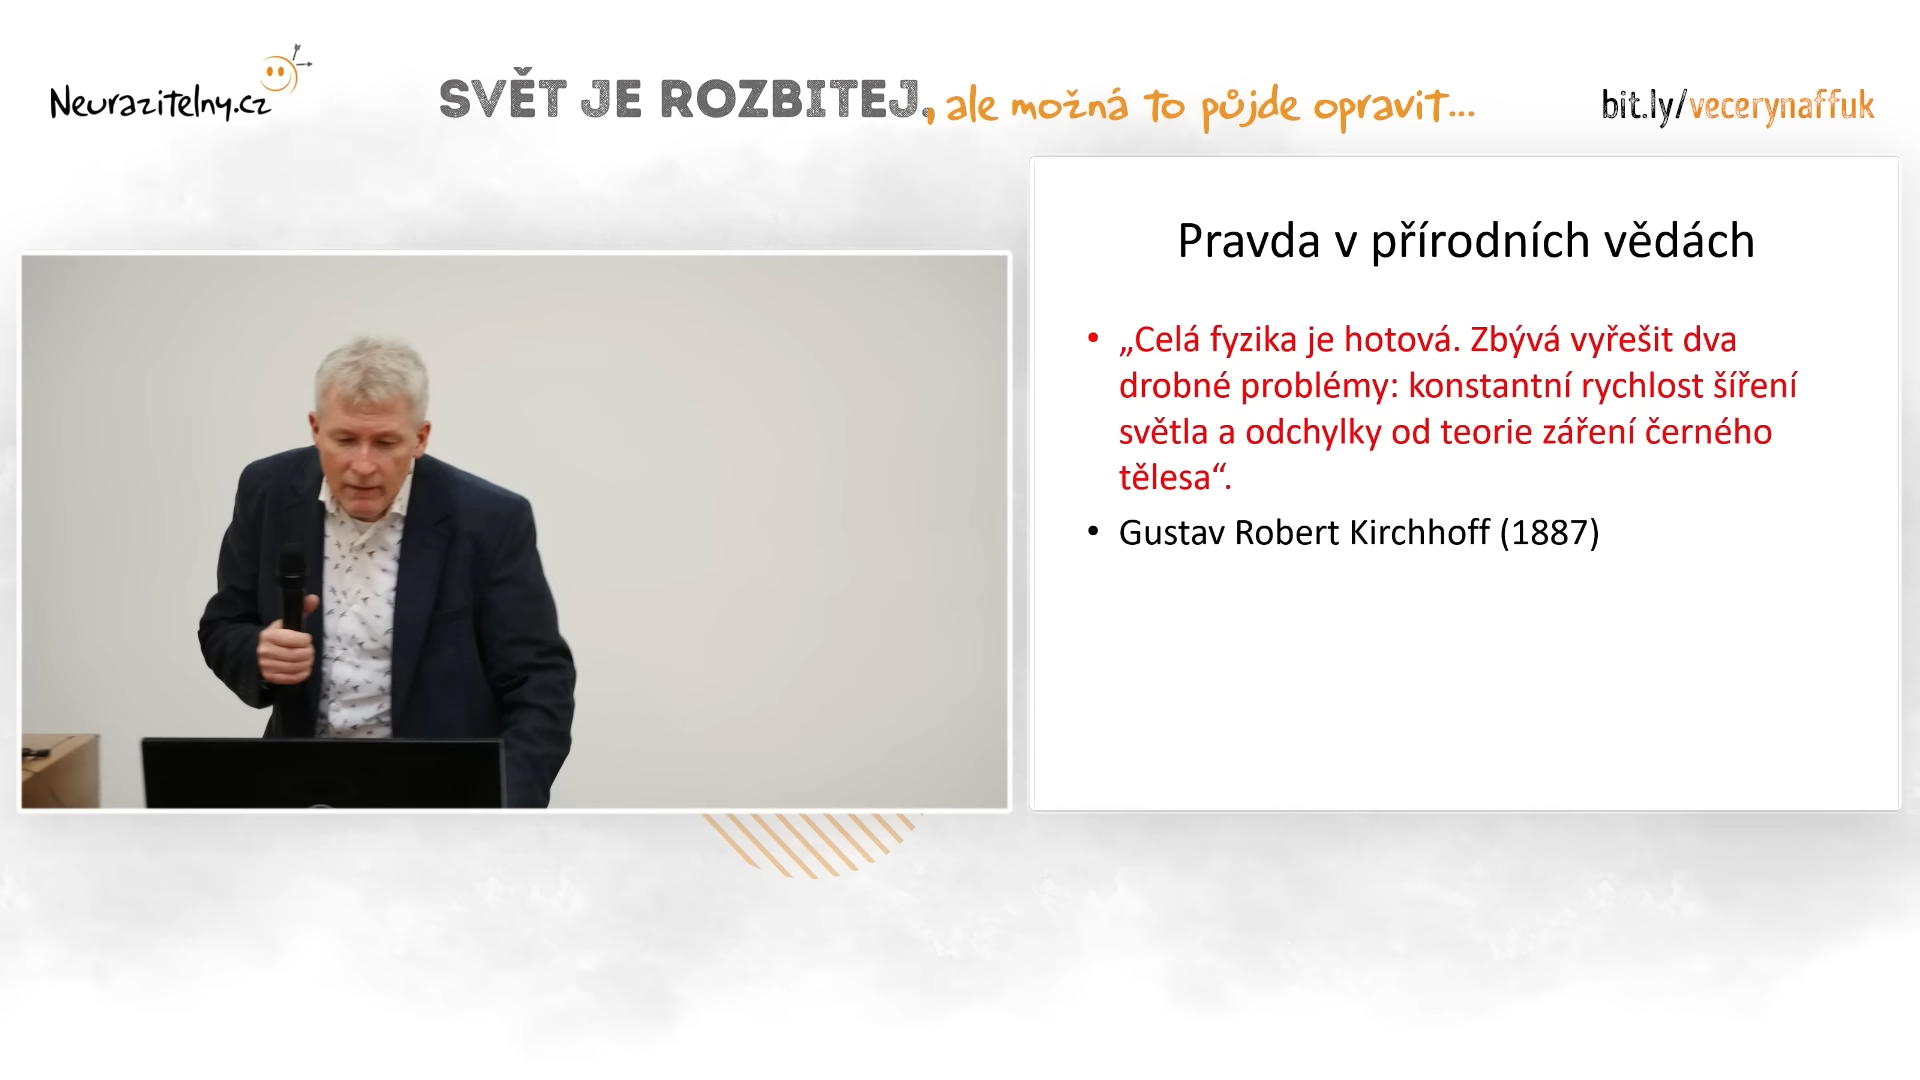 Neurazitelny.cz
SVĚT JE ROZBITEJ, ale možná to půjde opravit...
bit.ly/vecerynaffuk
Pravda v přírodních vědách
• „Celá fyzika je hotová. Zbývá vyřešit dva
drobné problémy: konstantní rychlost šíření
světla a odchylky od teorie záření černého
tělesa“.
• Gustav Robert Kirchhoff (1887)